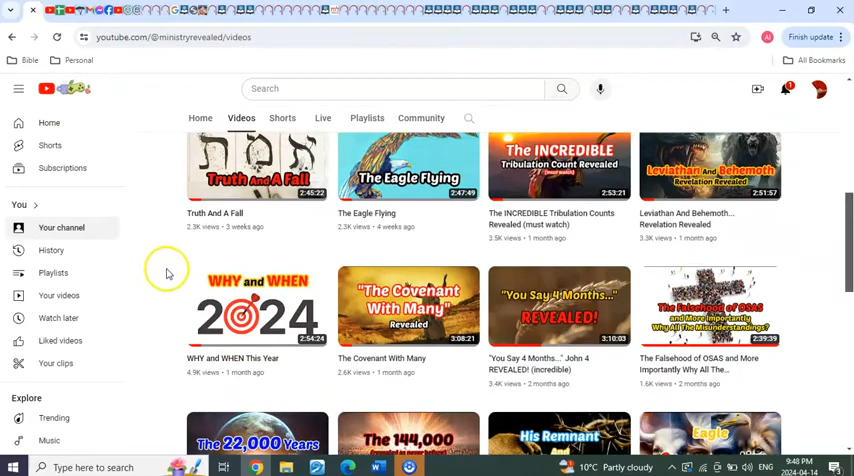 Finish update
youtube.com/@ministryrevealed/videos
Bible
Personal
All Bookmarks
Search
1
AI
Home
Videos
Shorts
Live
Playlists
Community
Home
Shorts
Subscriptions
You
Your channel
History
Playlists
Your videos
Watch later
Liked videos
Your clips
Explore
Trending
Music
אמת
Truth And A Fall
2:45:22
The Eagle Flying
2:47:49
The INCREDIBLE
Tribulation Count
Revealed
(must watch)
2:53:21
Leviathan And Behemoth
Revelation Revealed
2:51:57
Truth And A Fall
2.3K views • 3 weeks ago
The Eagle Flying
2.3K views • 4 weeks ago
The INCREDIBLE Tribulation Counts
Revealed (must watch)
3.5K views • 1 month ago
Leviathan And Behemoth...
Revelation Revealed
3.3K views • 1 month ago
WHY and WHEN
2024
2:54:24
"The Covenant
With Many"
Revealed
3:08:21
"You Say 4 Months..."
REVEALED!
3:10:03
The Falsehood of OSAS
and More Importantly
Why All The Misunderstandings?
2:39:39
WHY and WHEN This Year
4.9K views • 1 month ago
The Covenant With Many
2.6K views • 1 month ago
"You Say 4 Months..." John 4
REVEALED! (incredible)
3.4K views • 2 months ago
The Falsehood of OSAS and More
Importantly Why All The...
1.6K views • 2 months ago
The 22,000 Years
The 144,000
His Remnant
And
Eagle
Type here to search
10°C Partly cloudy
ENG
9:48 PM
2024-04-14